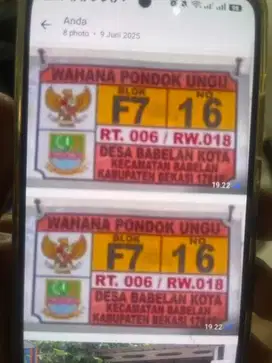 98
Anda
8 photo • 9 Juni 2025
WAHANA PONDOK UNGU
BLOK NO
F7 16
RT. 006 / RW.018
DESA BABELAN KOTA
KECAMATAN BABELAN
KABUPATEN BEKASI 17610
19.22
WAHANA PONDOK UNGU
BLOK NO
F7 16
RT. 006 / RW.018
DESA BABELAN KOTA
KECAMATAN BABELAN
KABUPATEN BEKASI 17610
19.22